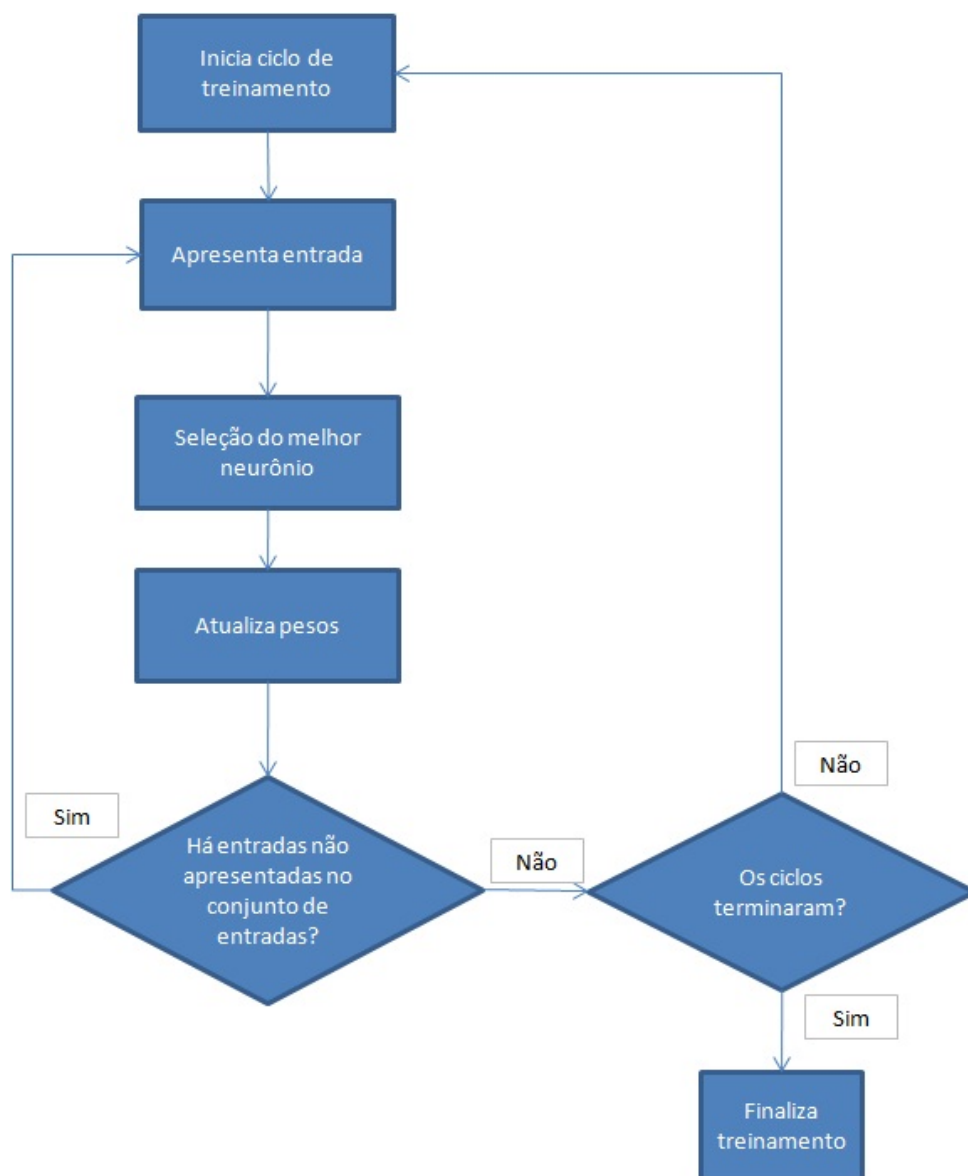 Inicia ciclo de
treinamento
Apresenta entrada
Seleção do melhor
neurônio
Atualiza pesos
Há entradas não
apresentadas no
conjunto de
entradas?
Sim
Não
Os ciclos
terminaram?
Não
Sim
Finaliza
treinamento